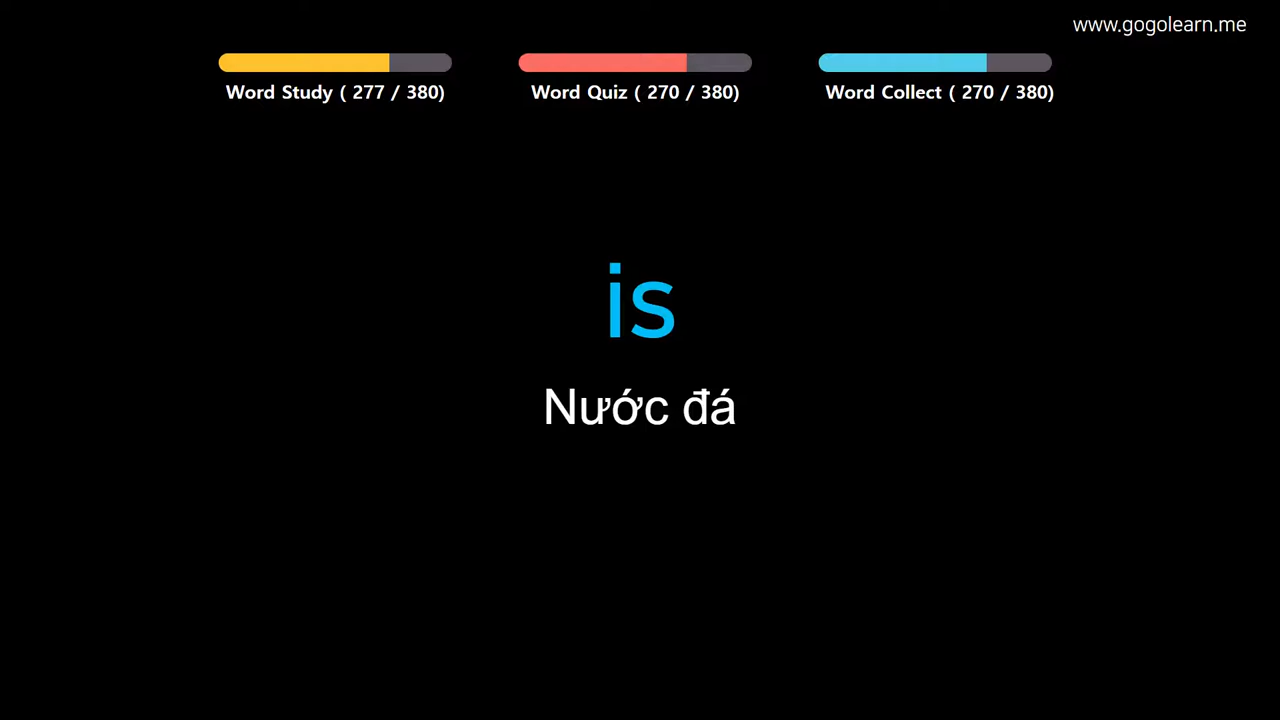 www.gogolearn.me
Word Study ( 277 / 380)
Word Quiz ( 270 / 380)
Word Collect ( 270 / 380)
is
Nước đá